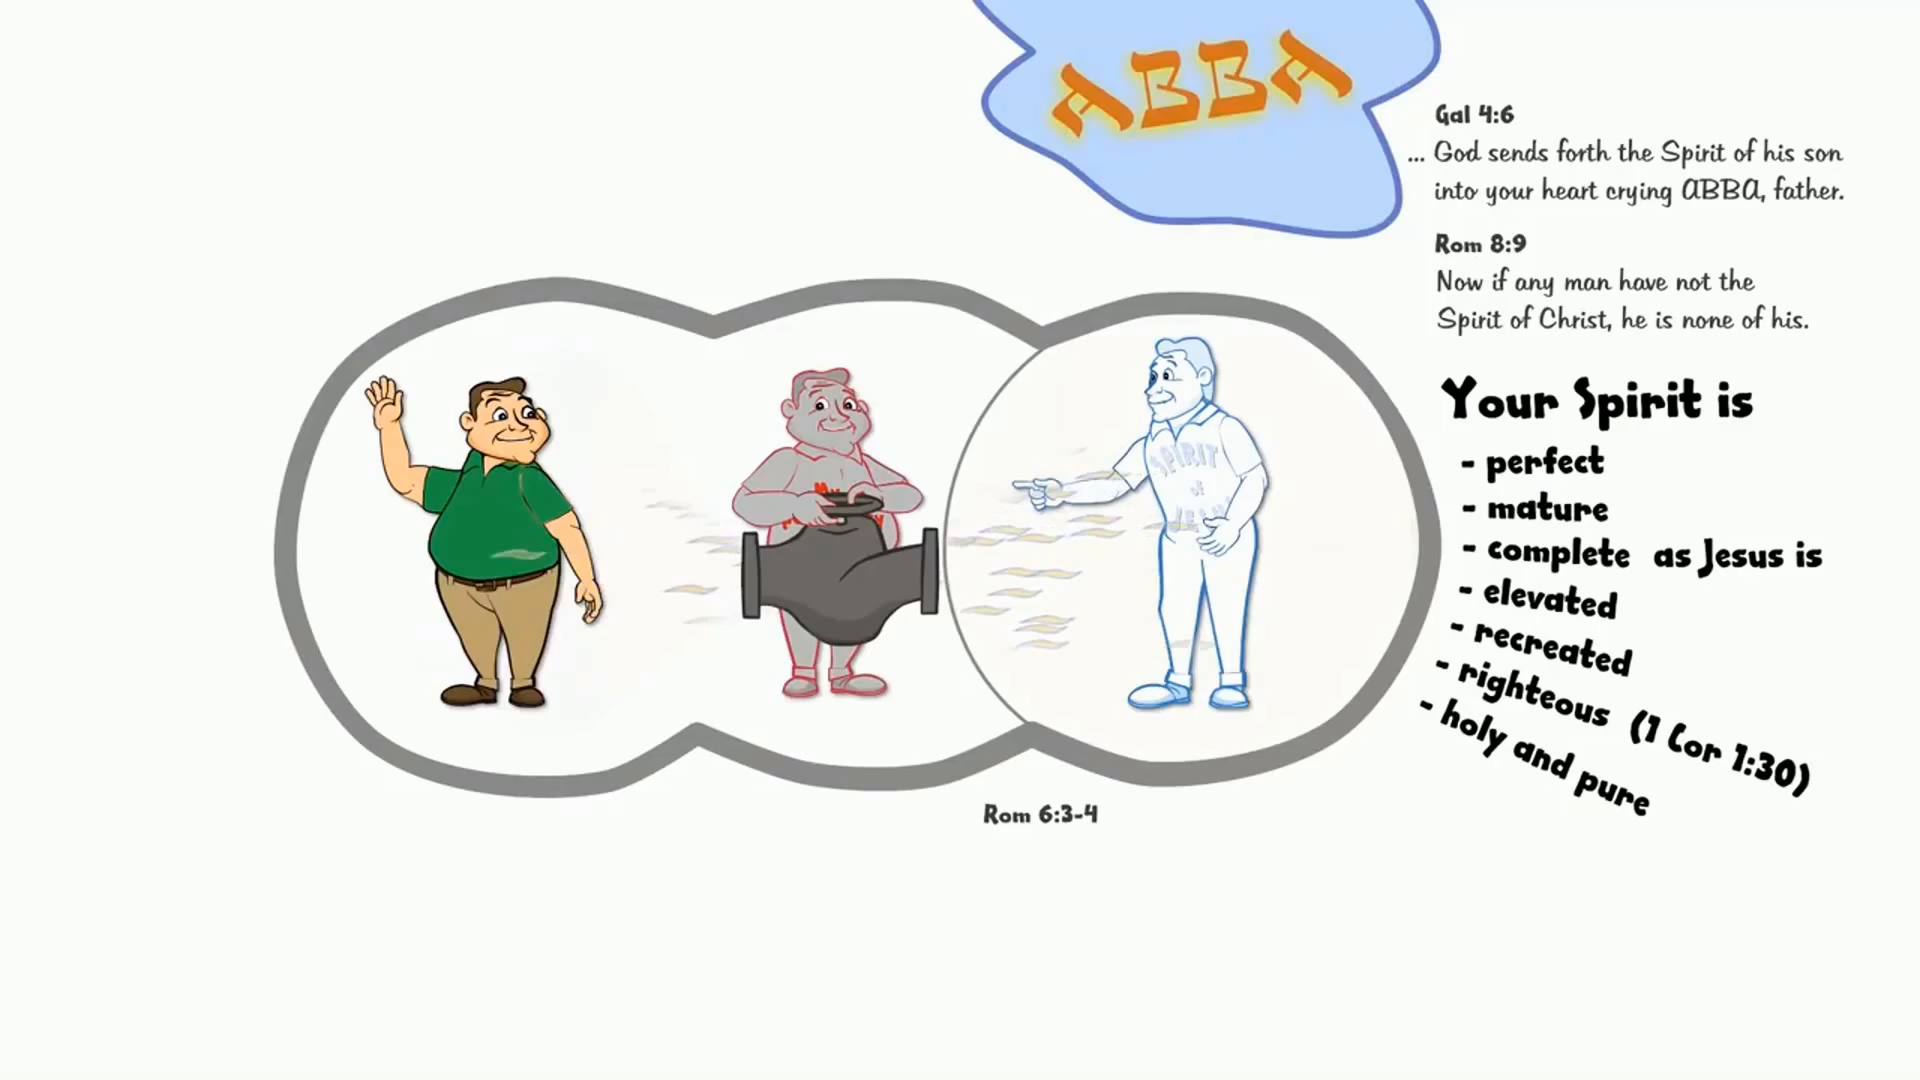 ABBA
Gal 4:6
... God sends forth the Spirit of his son
into your heart crying ABBA, father.
Rom 8:9
Now if any man have not the
Spirit of Christ, he is none of his.
Your Spirit is
- perfect
- mature
- complete as Jesus is
- elevated
- recreated
- righteous (1 Cor 1:30)
- holy and pure
SPIRIT
of
Rom 6:3-4